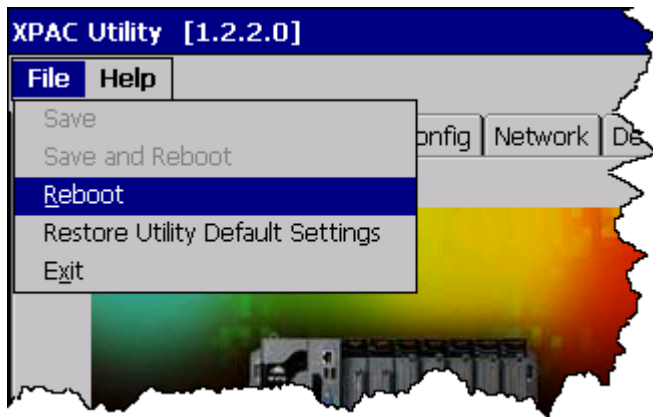 XPAC Utility [1.2.2.0]
File Help
Save
onfig Network De
Save and Reboot
Reboot
Restore Utility Default Settings
Exit